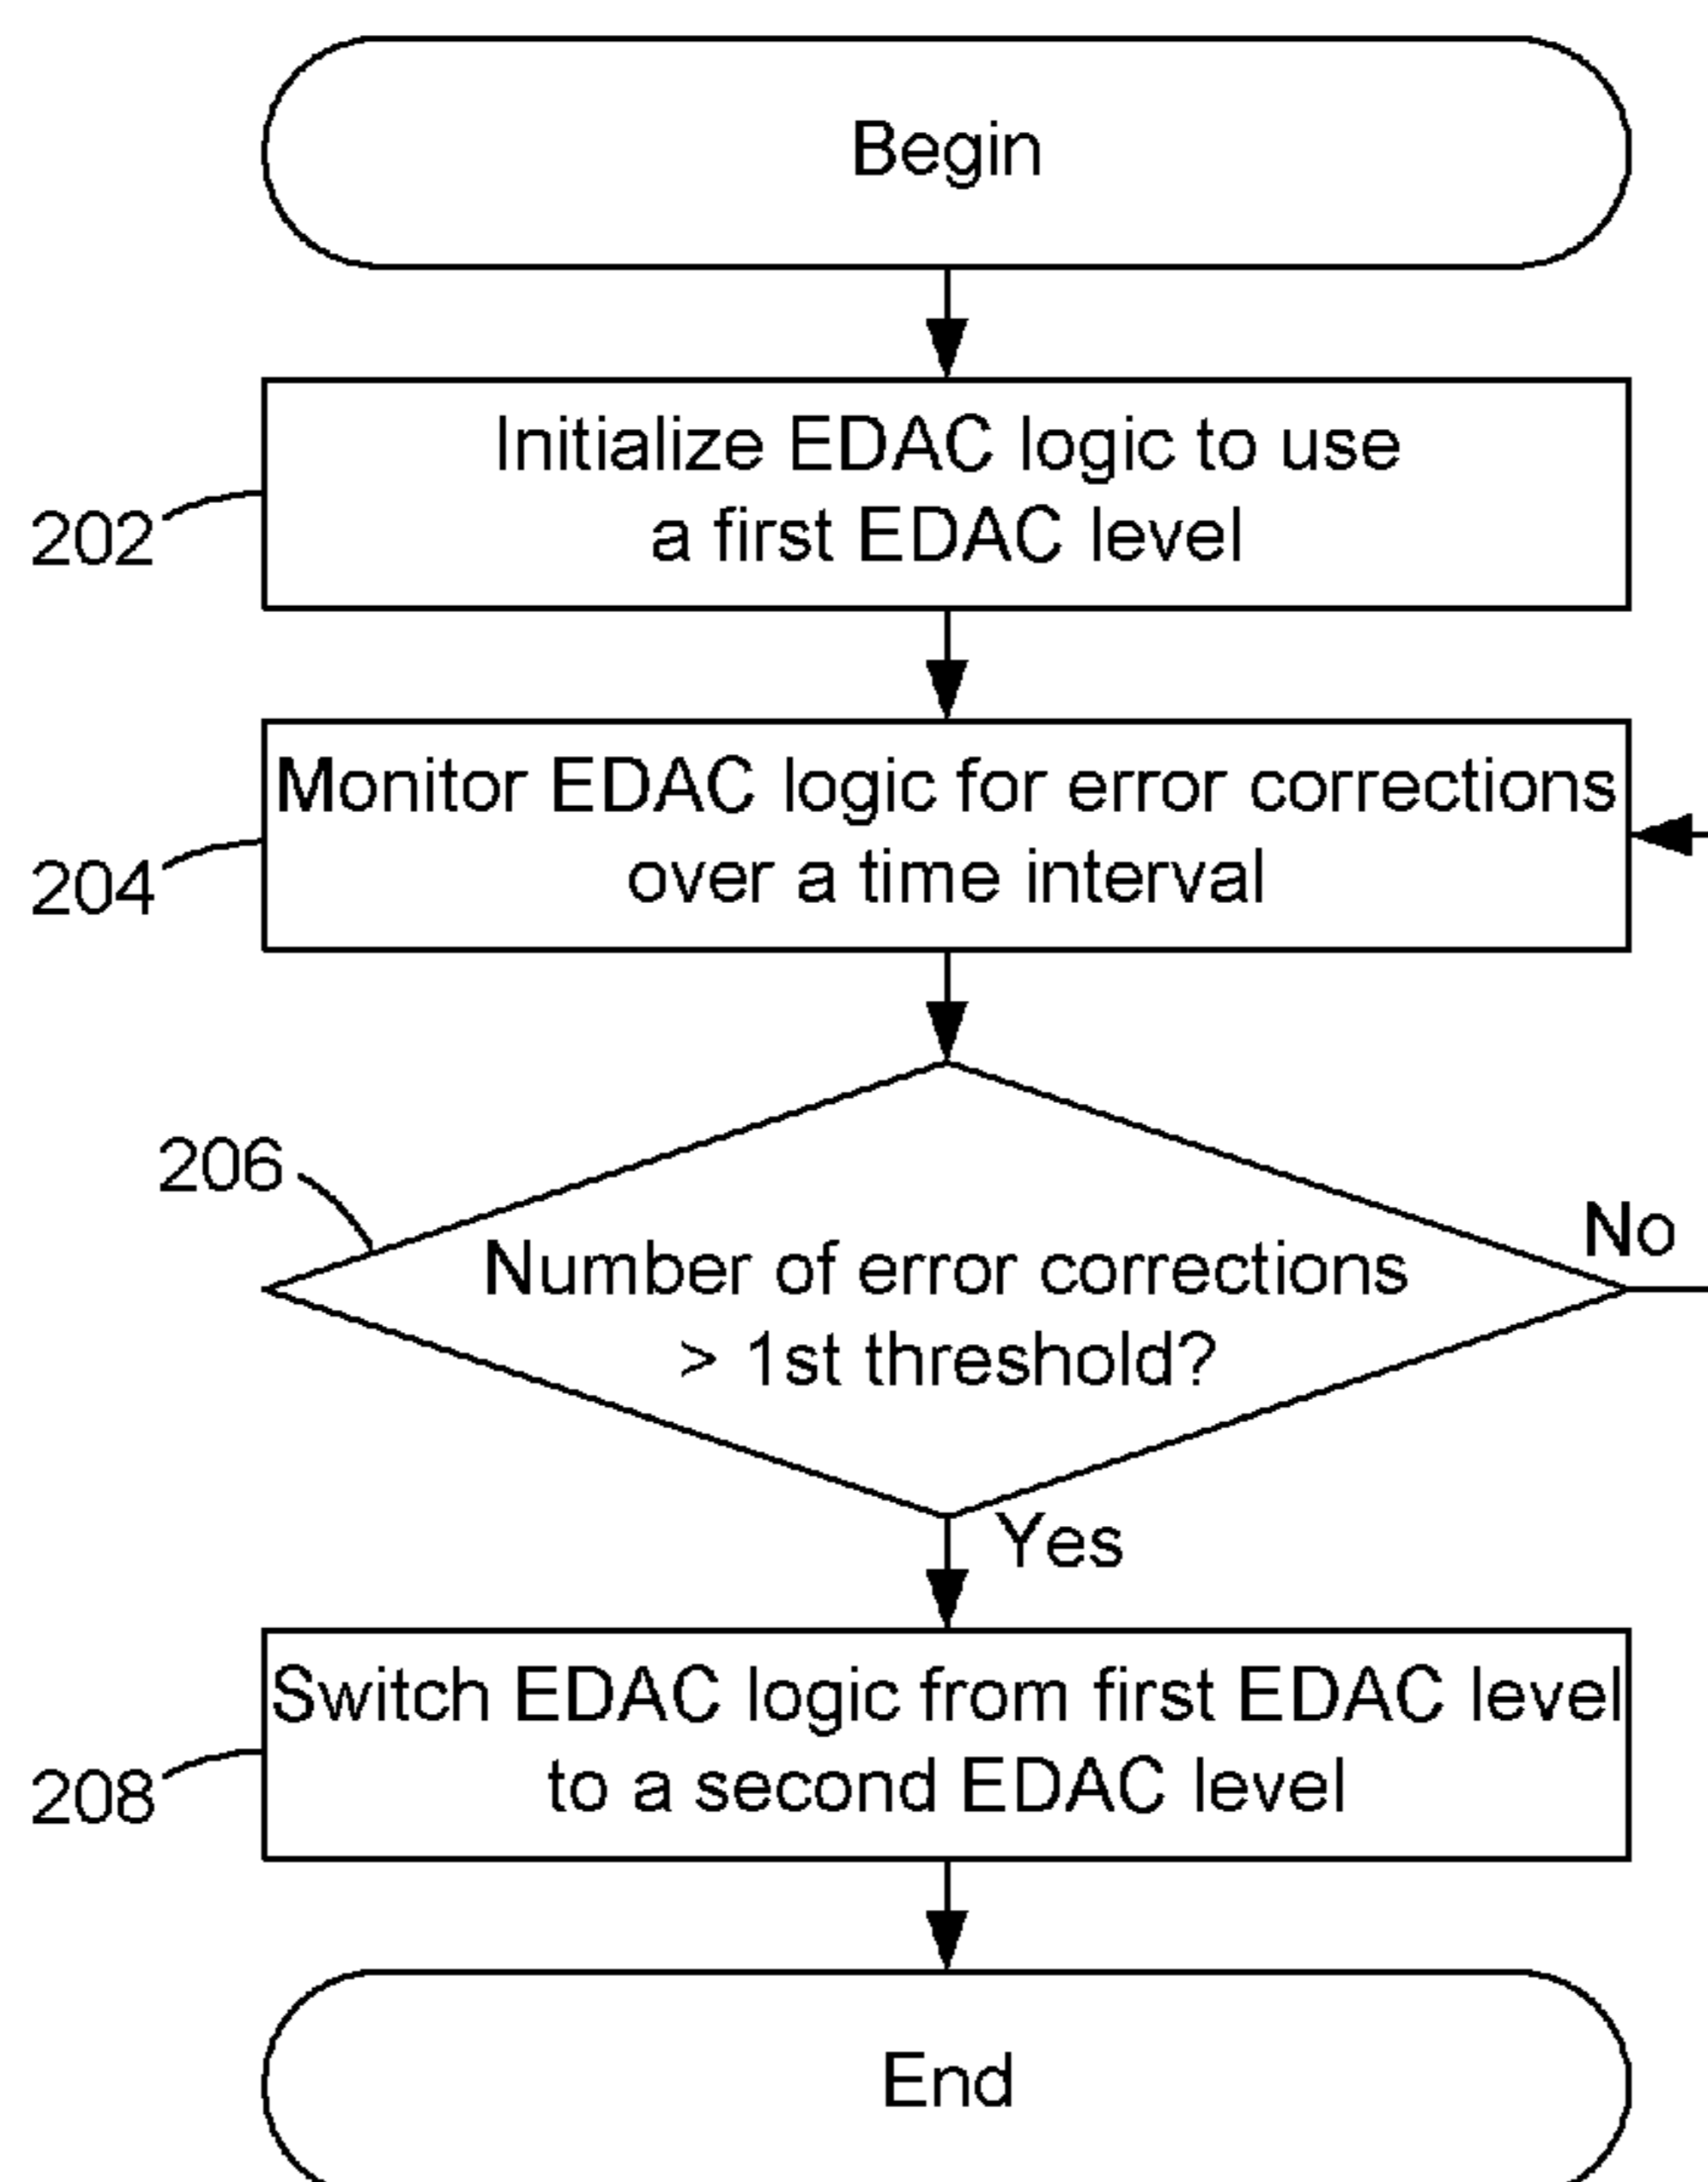 Begin
Initialize EDAC logic to use
a first EDAC level
202
Monitor EDAC logic for error corrections
over a time interval
204
206
Number of error corrections
> 1st threshold?
No
Yes
Switch EDAC logic from first EDAC level
to a second EDAC level
208
End